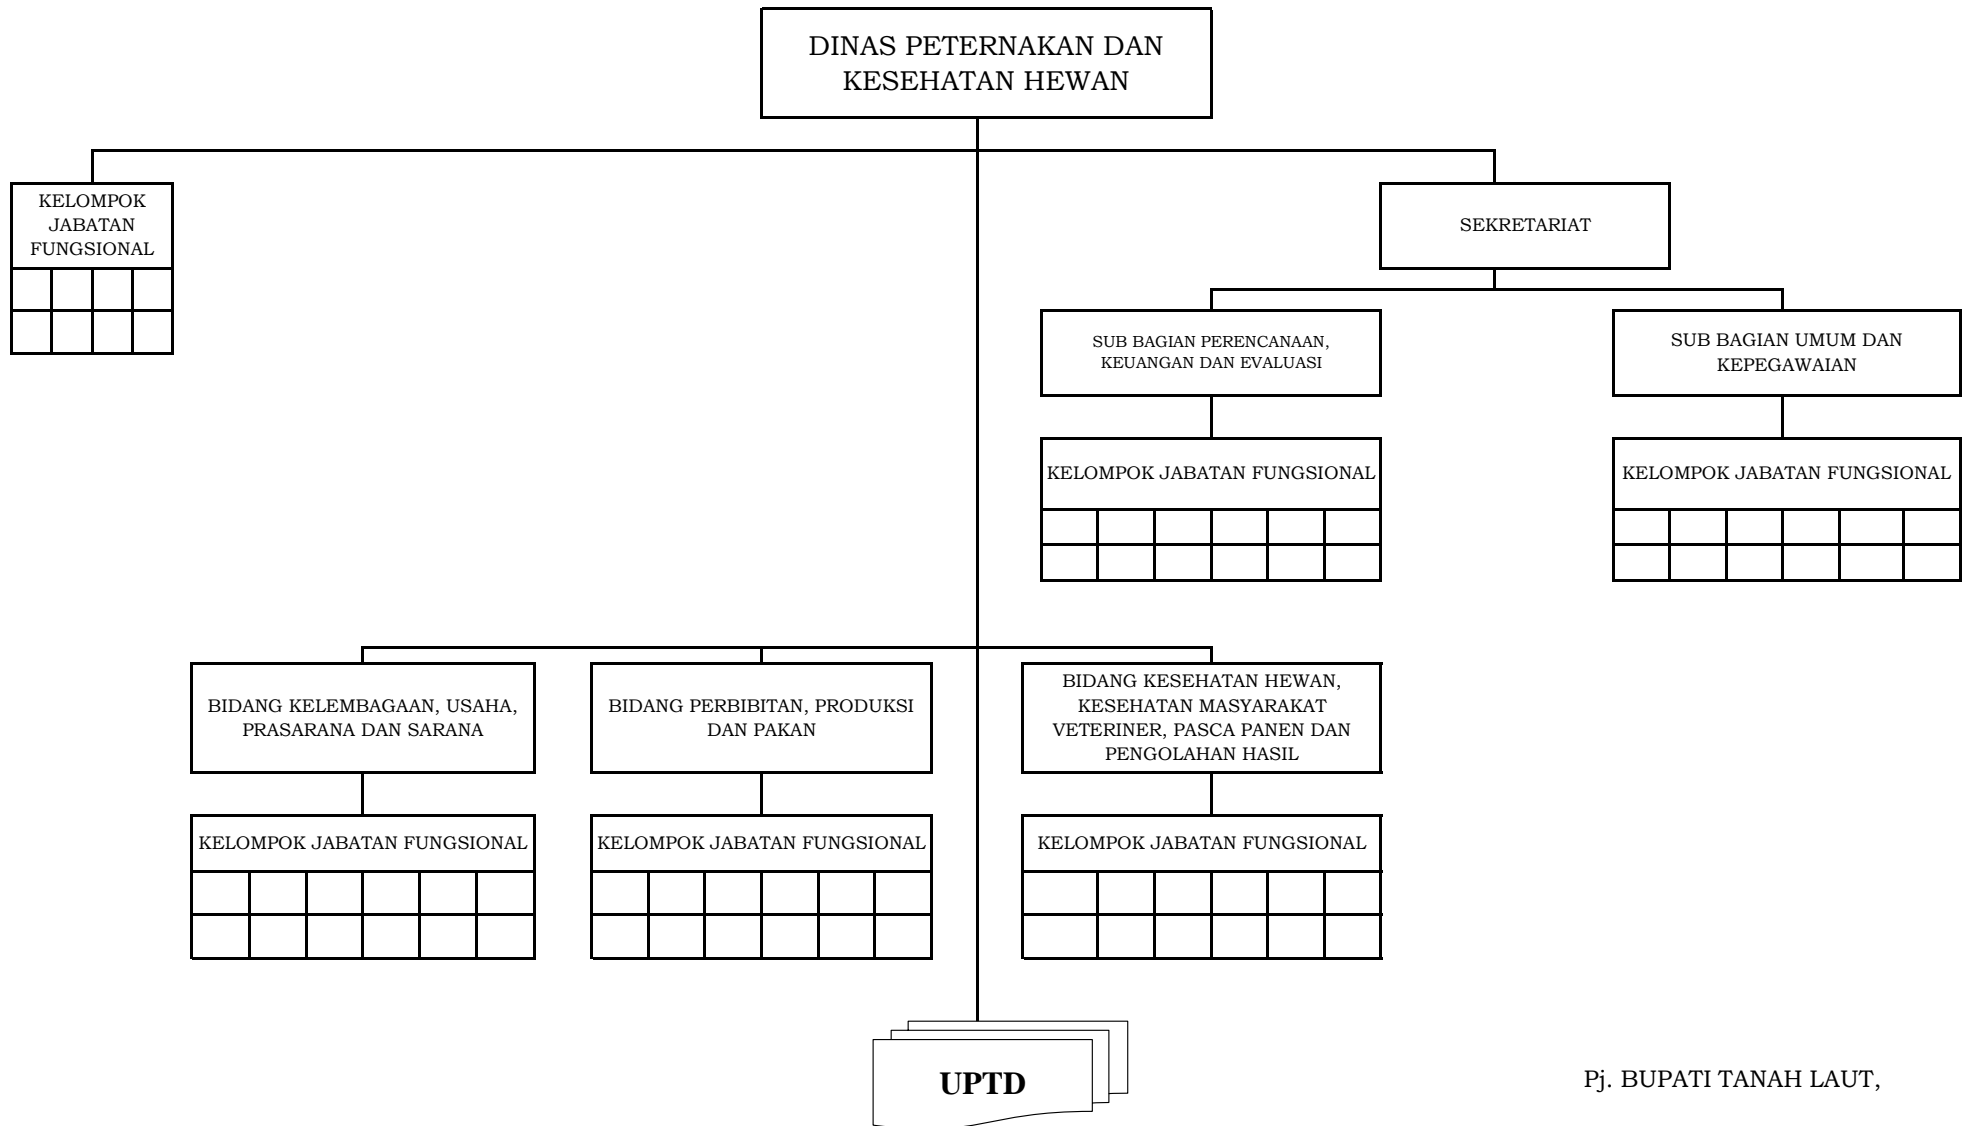 DINAS PETERNAKAN DAN
KESEHATAN HEWAN
KELOMPOK
JABATAN
FUNGSIONAL
SEKRETARIAT
SUB BAGIAN PERENCANAAN,
KEUANGAN DAN EVALUASI
SUB BAGIAN UMUM DAN
KEPEGAWAIAN
KELOMPOK JABATAN FUNGSIONAL
KELOMPOK JABATAN FUNGSIONAL
BIDANG KELEMBAGAAN, USAHA,
PRASARANA DAN SARANA
BIDANG PERBIBITAN, PRODUKSI
DAN PAKAN
BIDANG KESEHATAN HEWAN,
KESEHATAN MASYARAKAT
VETERINER, PASCA PANEN DAN
PENGOLAHAN HASIL
KELOMPOK JABATAN FUNGSIONAL
KELOMPOK JABATAN FUNGSIONAL
KELOMPOK JABATAN FUNGSIONAL
UPTD
Pj. BUPATI TANAH LAUT,